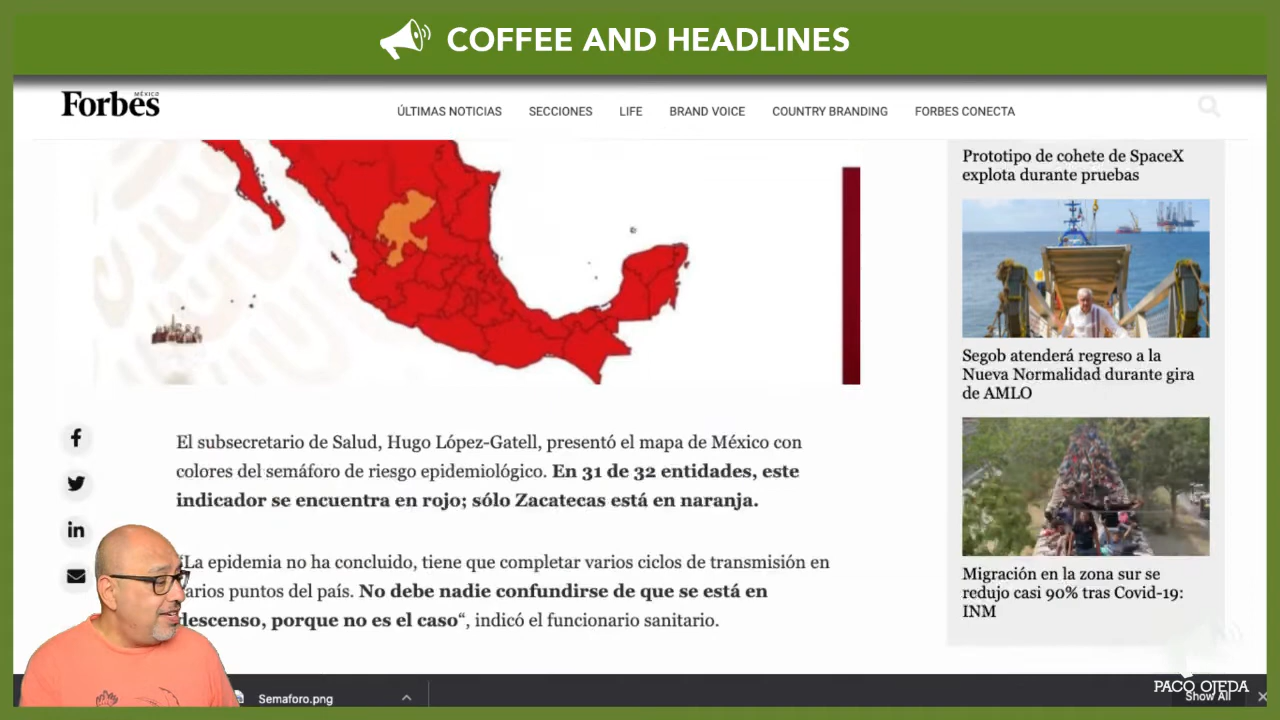 COFFEE AND HEADLINES
Forbes
MÉXICO
ÚLTIMAS NOTICIAS
SECCIONES
LIFE
BRAND VOICE
COUNTRY BRANDING
FORBES CONECTA
Prototipo de cohete de SpaceX
explota durante pruebas
Segob atenderá regreso a la
Nueva Normalidad durante gira
de AMLO
Migración en la zona sur se
redujo casi 90% tras Covid-19:
INM
El subsecretario de Salud, Hugo López-Gatell, presentó el mapa de México con
colores del semáforo de riesgo epidemiológico. En 31 de 32 entidades, este
indicador se encuentra en rojo; sólo Zacatecas está en naranja.
“La epidemia no ha concluido, tiene que completar varios ciclos de transmisión en
varios puntos del país. No debe nadie confundirse de que se está en
descenso, porque no es el caso“, indicó el funcionario sanitario.
Semaforo.png
PACO OJEDA
Show All